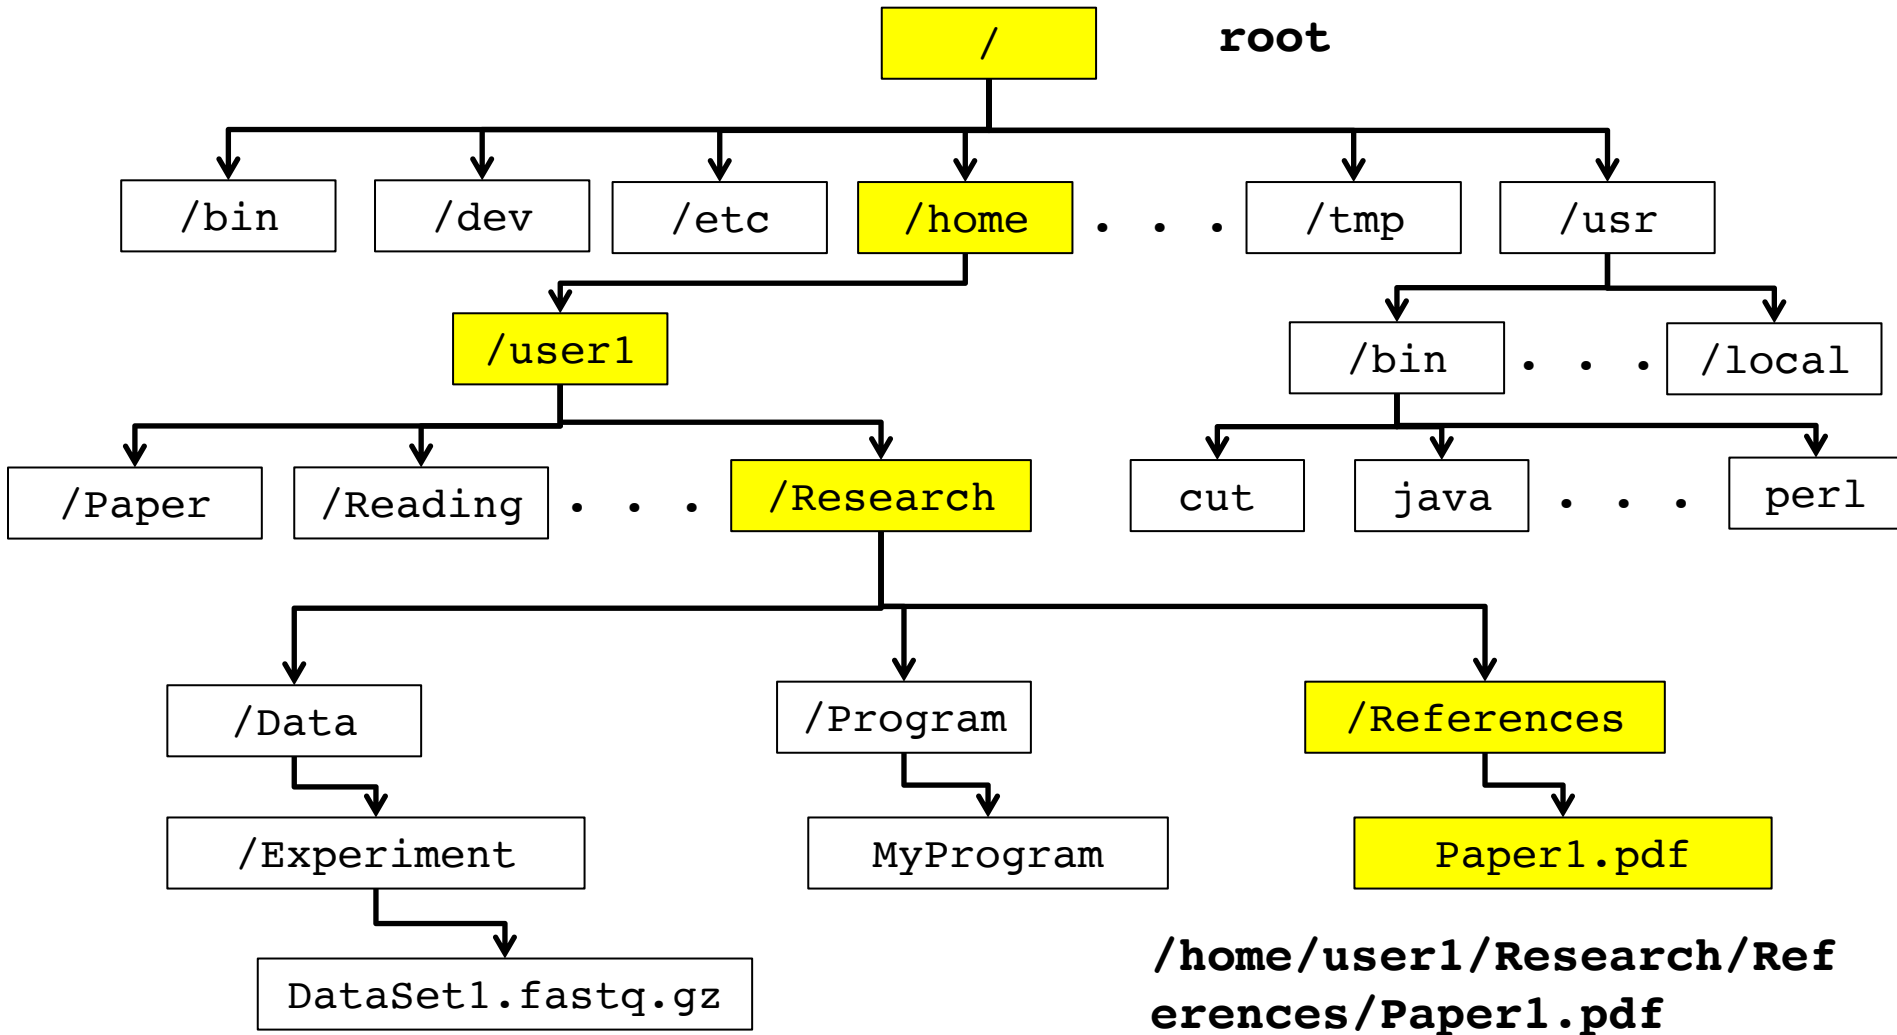 /
root
/bin
/dev
/etc
/home
. . .
/tmp
/usr
/user1
/bin
. . .
/local
/Paper
/Reading
. . .
/Research
cut
java
. . .
perl
/Data
/Program
/References
/Experiment
MyProgram
Paper1.pdf
DataSet1.fastq.gz
/home/user1/Research/Ref
erences/Paper1.pdf